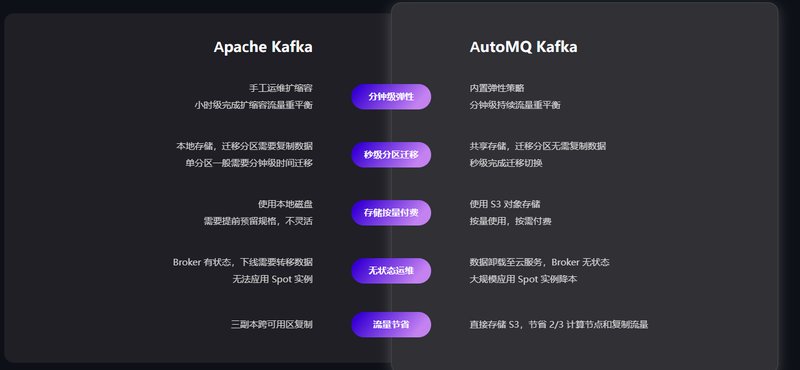 Apache Kafka
AutoMQ Kafka
手工运维扩缩容
小时级完成扩缩容流量重平衡
分钟级弹性
内置弹性策略
分钟级持续流量重平衡
本地存储，迁移分区需要复制数据
单分区一般需要分钟级时间迁移
秒级分区迁移
共享存储，迁移分区无需复制数据
秒级完成迁移切换
使用本地磁盘
需要提前预留规格，不灵活
存储按量付费
使用 S3 对象存储
按量使用，按需付费
Broker 有状态，下线需要转移数据
无法应用 Spot 实例
无状态运维
数据卸载至云服务，Broker 无状态
大规模应用 Spot 实例降本
三副本跨可用区复制
流量节省
直接存储 S3，节省 2/3 计算节点和复制流量